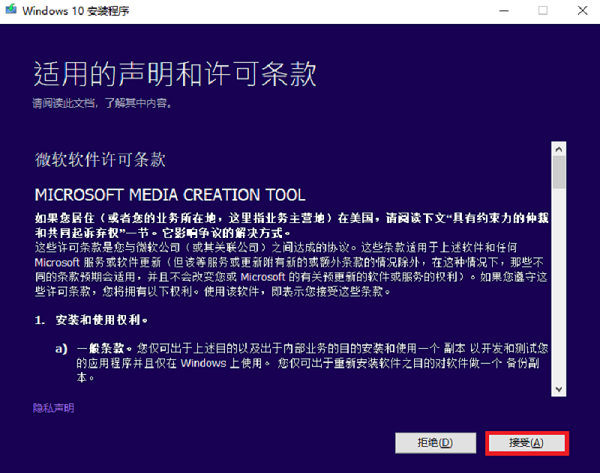 Windows 10 安装程序
适用的声明和许可条款
请阅读此文档，了解其中内容。
微软软件许可条款
MICROSOFT MEDIA CREATION TOOL
如果您居住（或者您的业务所在地，这里指业务主营地）在美国，请阅读下文“具有约束力的仲裁
和共同起诉弃权”一节。它影响争议的解决方式。
这些许可条款是您与微软公司（或其关联公司）之间达成的协议。这些条款适用于上述软件和任何
Microsoft 服务或软件更新（但该等服务或更新附有新的或额外条款的情况除外，在这种情况下，那些不
同的条款预期会适用，并且不会改变您或 Microsoft 的有关预更新的软件或服务的权利）。如果您遵守这
些许可条款，您将拥有以下权利。使用该软件，即表示您接受这些条款。
1. 安装和使用权利。
a) 一般条款。您仅可出于上述目的以及出于内部业务的目的安装和使用一个 副本 以开发和测试您
的应用程序并且仅在 Windows 上使用。 您仅可出于重新安装软件之目的对软件做一个 备份副
本。
隐私声明
拒绝(D)
接受(A)